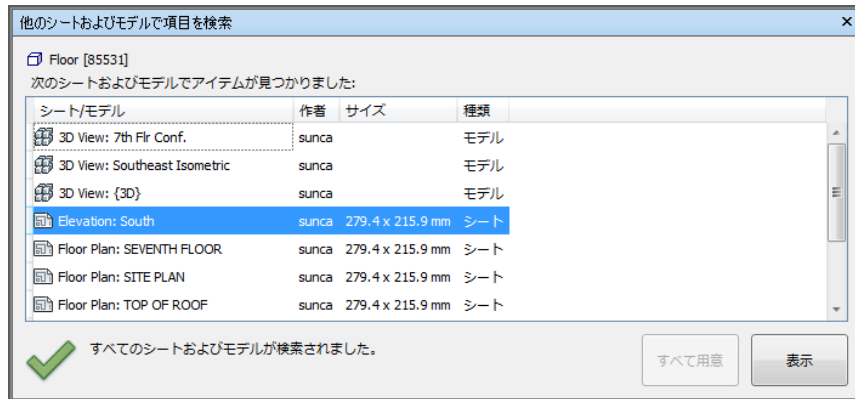 他のシートおよびモデルで項目を検索
Floor [85531]
次のシートおよびモデルでアイテムが見つかりました:
シート/モデル 作者 サイズ 種類
3D View: 7th Flr Conf. sunca モデル
3D View: Southeast Isometric sunca モデル
3D View: {3D} sunca モデル
Elevation: South sunca 279.4 x 215.9 mm シート
Floor Plan: SEVENTH FLOOR sunca 279.4 x 215.9 mm シート
Floor Plan: SITE PLAN sunca 279.4 x 215.9 mm シート
Floor Plan: TOP OF ROOF sunca 279.4 x 215.9 mm シート
すべてのシートおよびモデルが検索されました。
すべて用意 表示